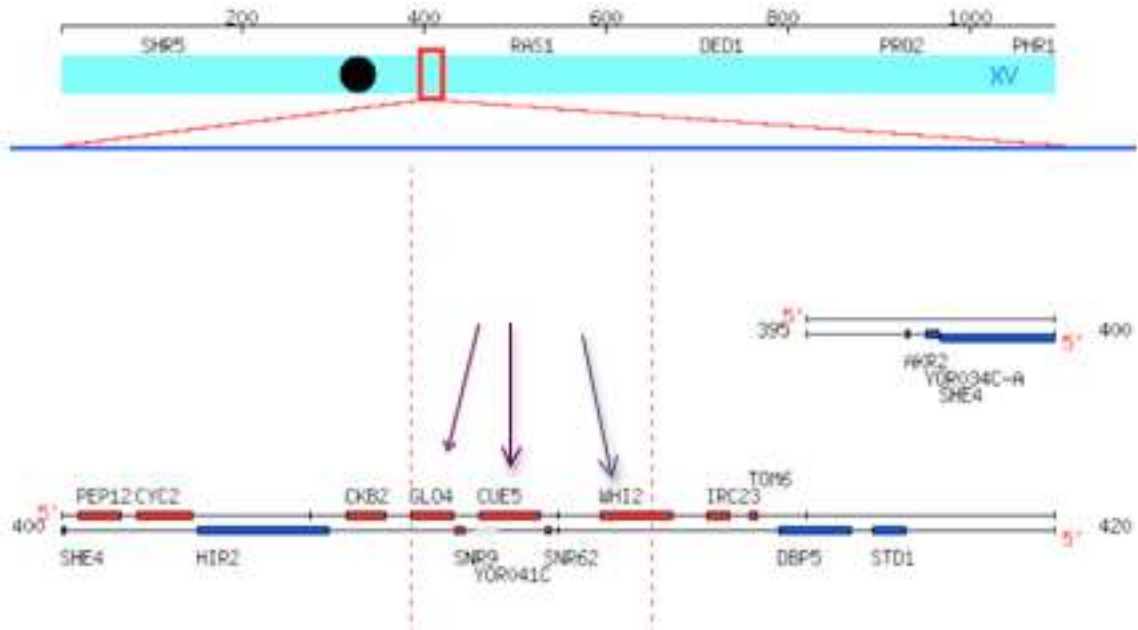 200 400 600 800 1000
SHR5 RAS1 DED1 PRO2 PHR1
XV
5'
395 5' 400
AKR2
YOR034C-A
SHE4
TOM6
PEP12 CYC2 CKB2 GLO4 CUE5 WHI2 IRC23
5'
400 5' 420
SHE4 HIR2 SNR9 SNR62 DBP5 STD1
YOR041C